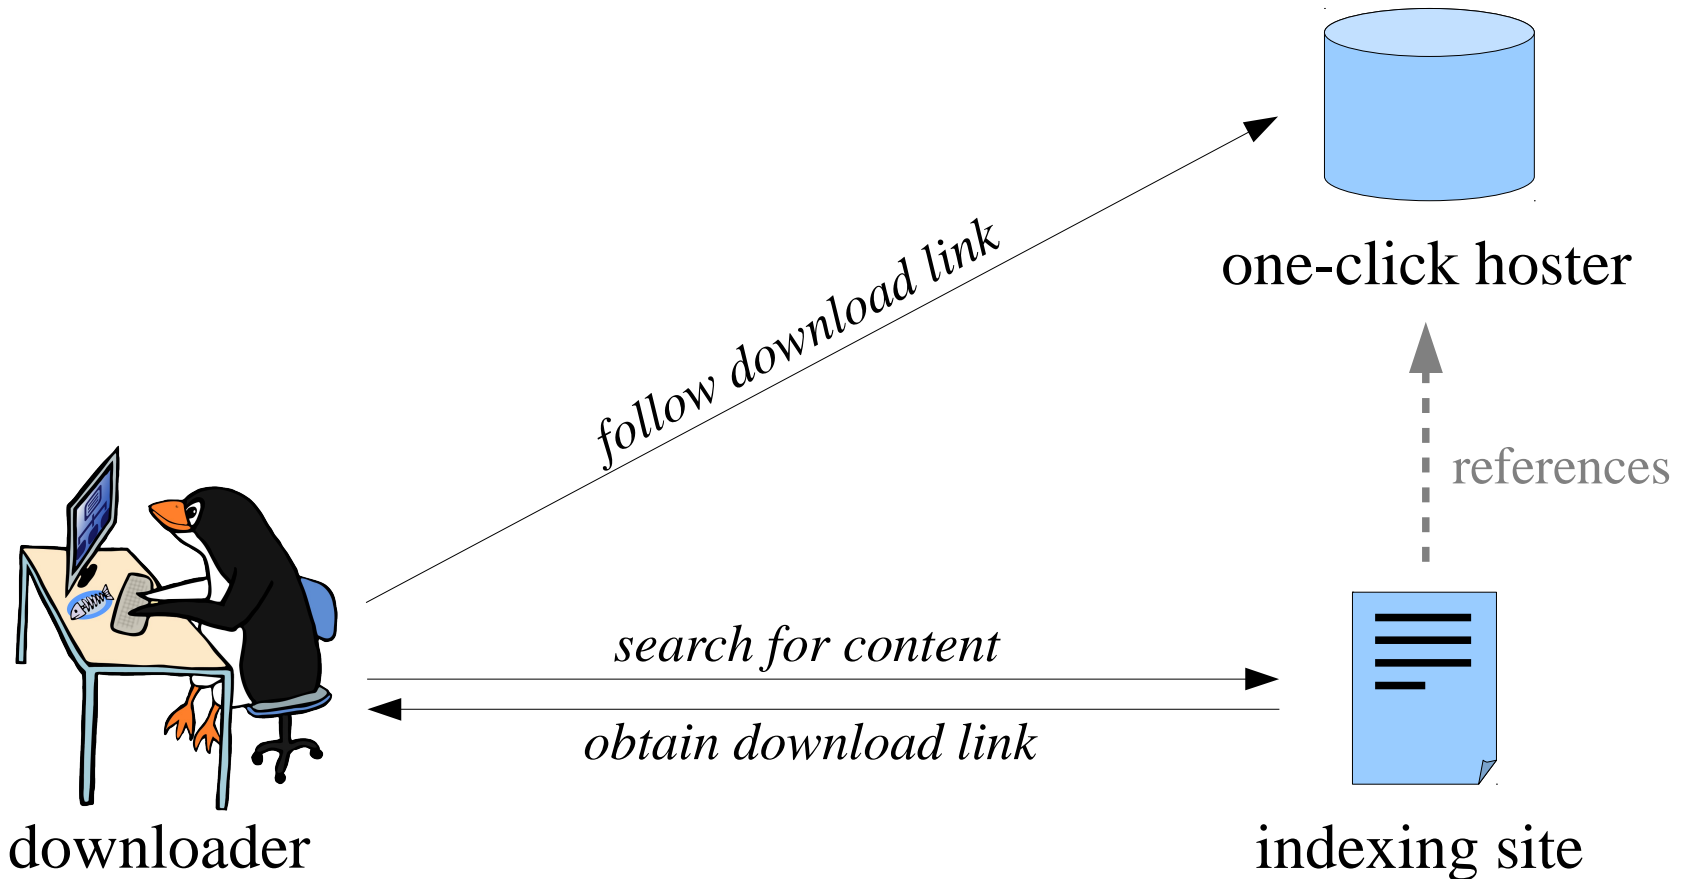 one-click hoster
follow download link
references
search for content
obtain download link
downloader
indexing site